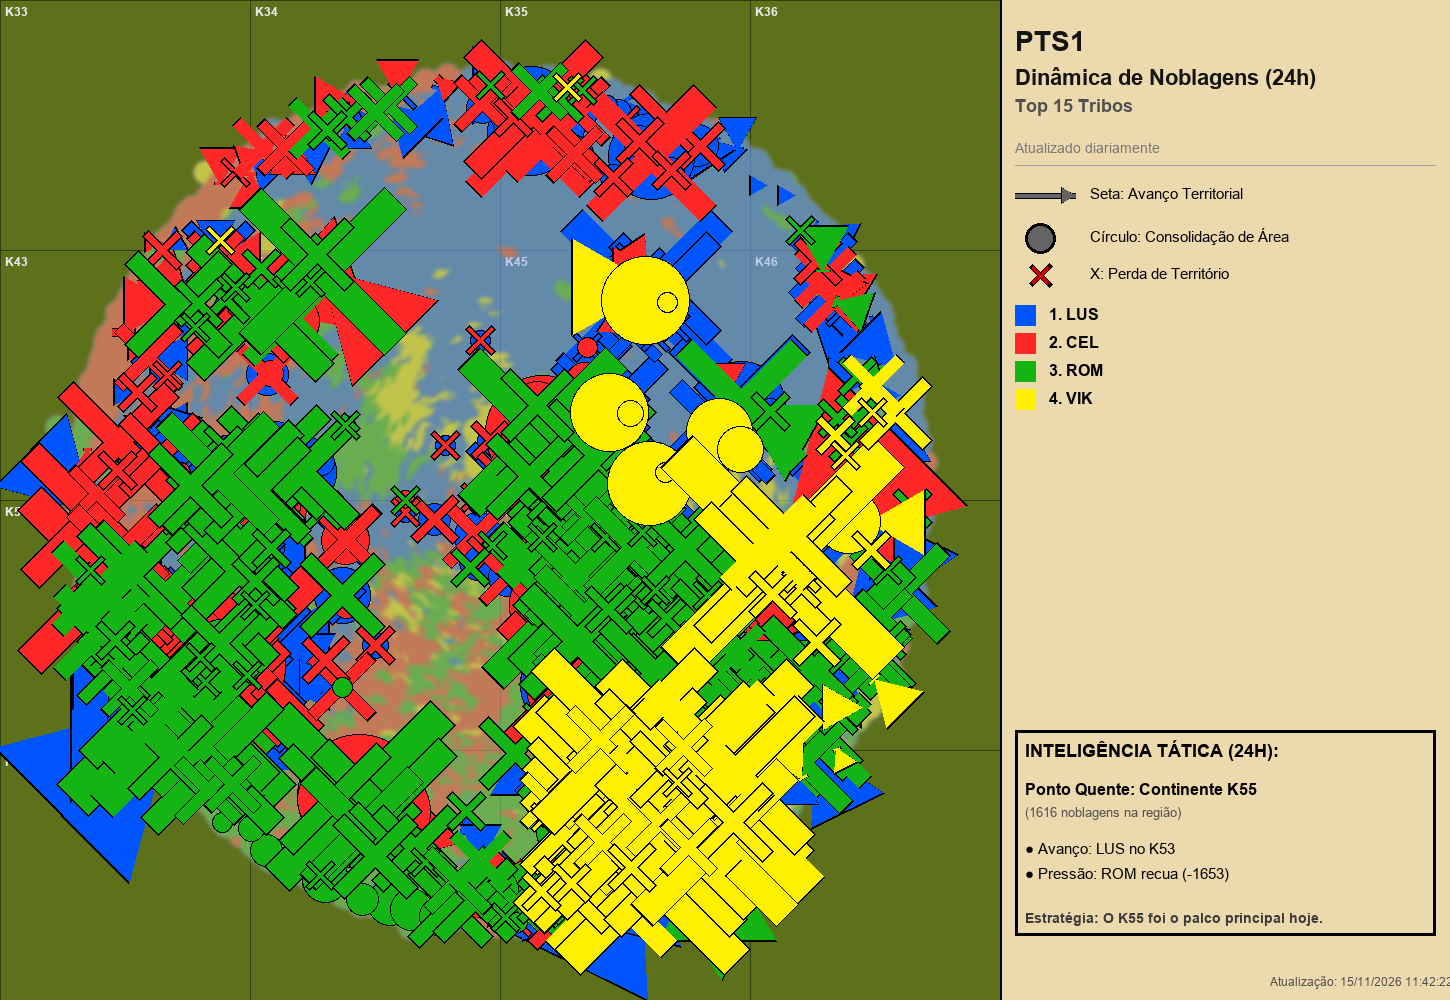 K33
K34
K35
K36
K43
K45
K46
K5
PTS1
Dinâmica de Noblagens (24h)
Top 15 Tribos
Atualizado diariamente
Seta: Avanço Territorial
Círculo: Consolidação de Área
X: Perda de Território
1. LUS
2. CEL
3. ROM
4. VIK
INTELIGÊNCIA TÁTICA (24H):
Ponto Quente: Continente K55
(1616 noblagens na região)
● Avanço: LUS no K53
● Pressão: ROM recua (-1653)
Estratégia: O K55 foi o palco principal hoje.
Atualização: 15/11/2026 11:42:22